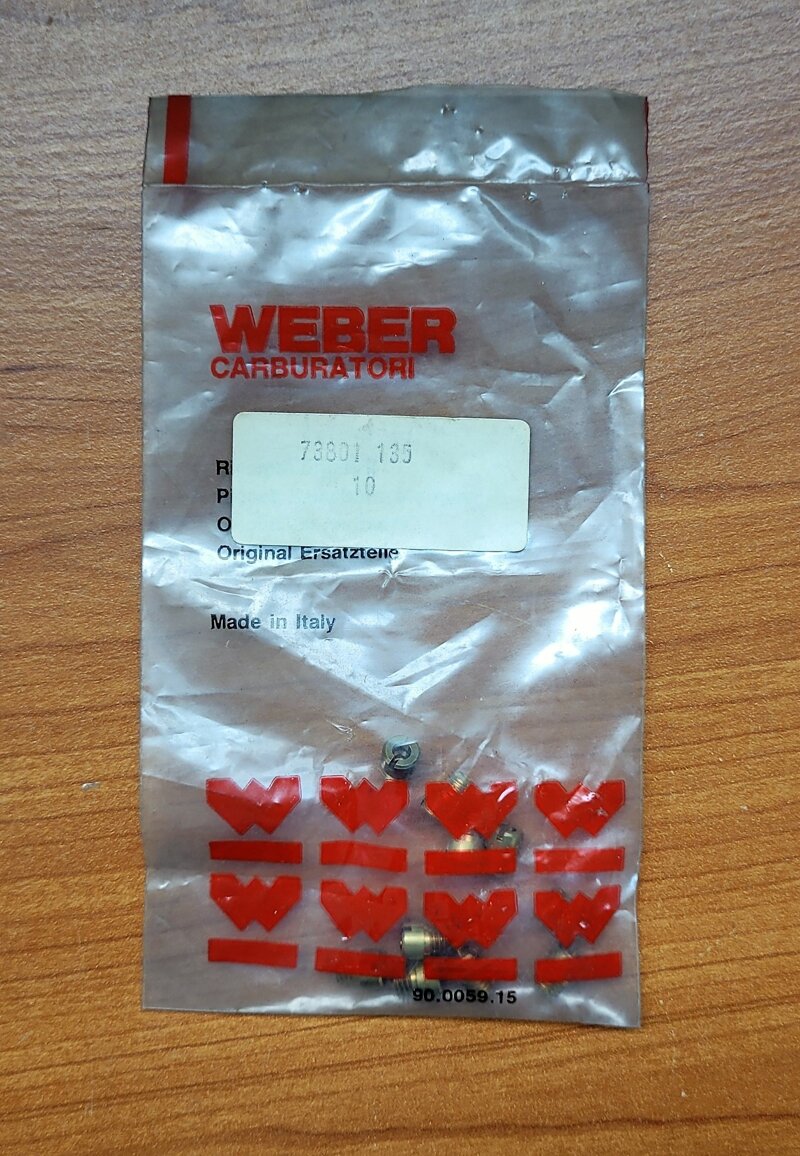 WEBER
CARBURATORI
73801 135
10
Original Ersatzteile
Made in Italy
90.0059.15